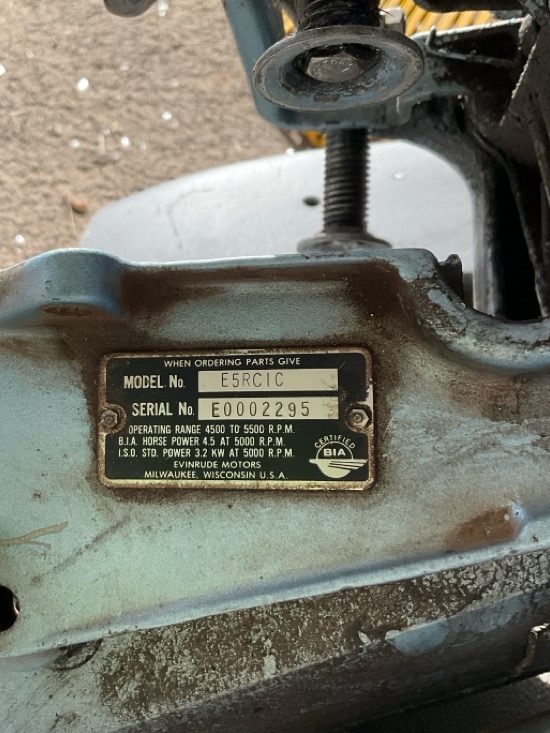 WHEN ORDERING PARTS GIVE
MODEL. No. E5RCIC
SERIAL No. E0002295
OPERATING RANGE 4500 TO 5500 R.P.M.
B.I.A. HORSE POWER 4.5 AT 5000 R.P.M.
I.S.O. STD. POWER 3.2 KW AT 5000 R.P.M.
EVINRUDE MOTORS
MILWAUKEE, WISCONSIN U.S.A.
CERTIFIED
BIA